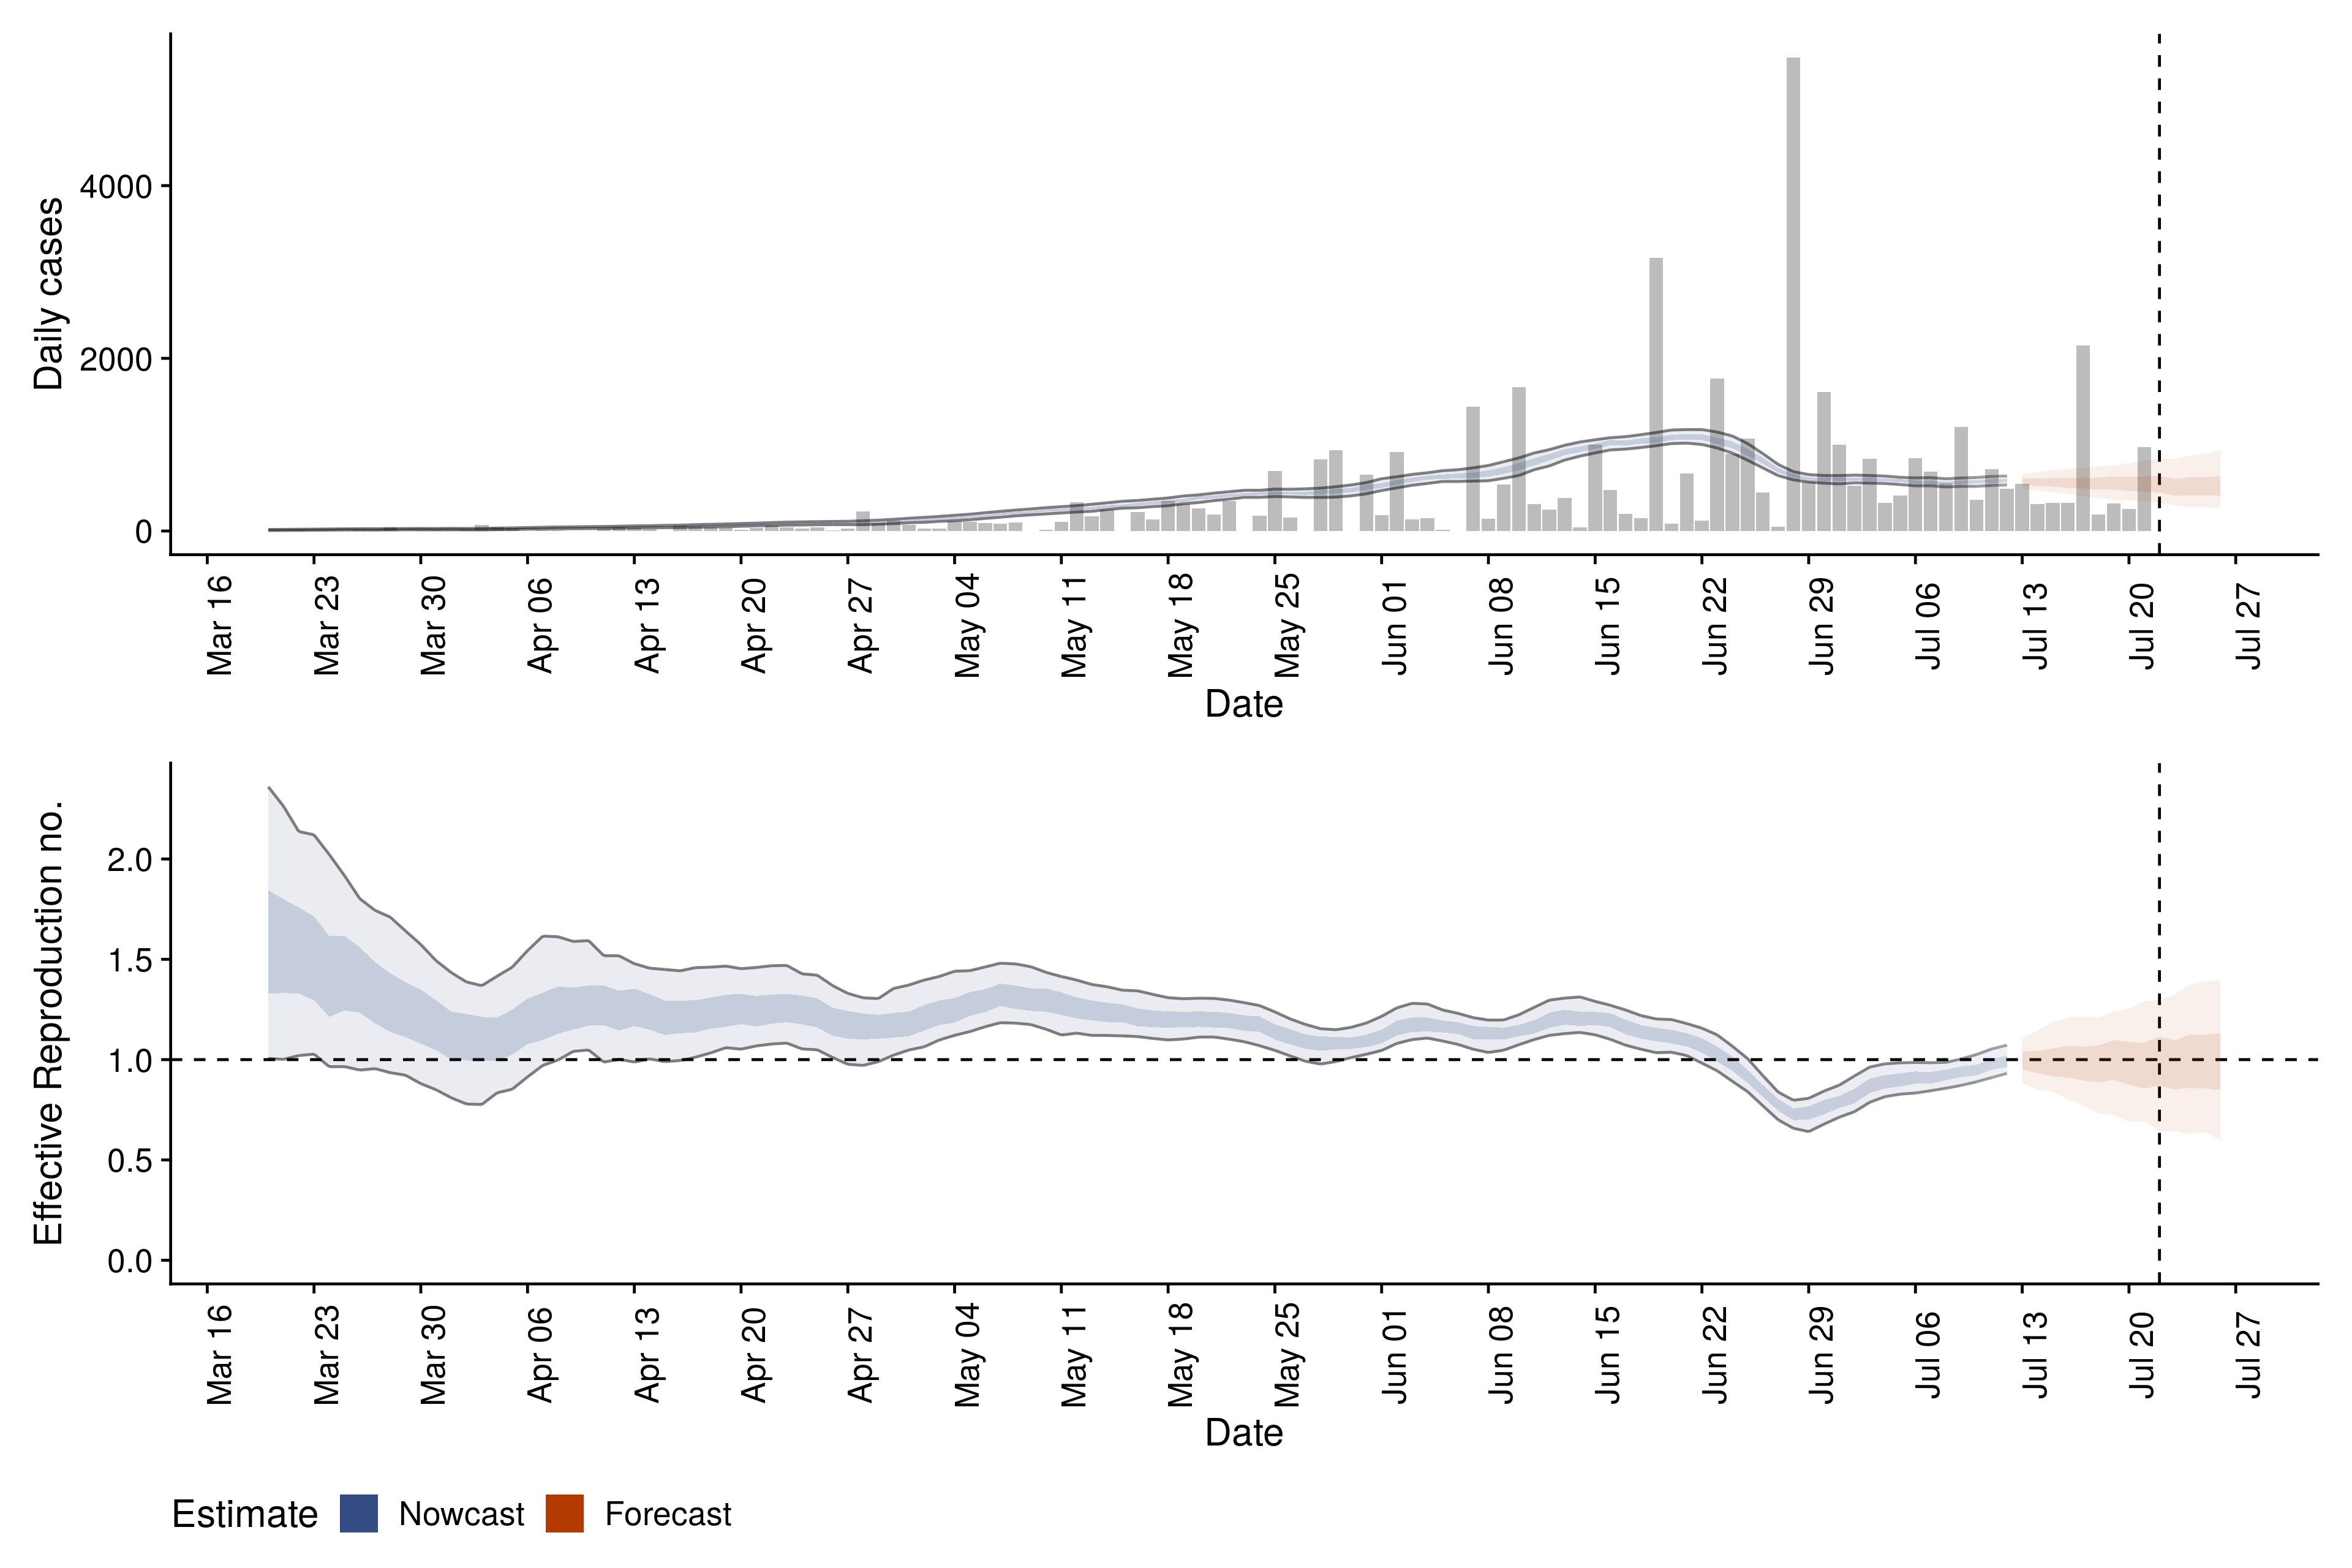 Daily cases
4000
2000
0
Mar 16 Mar 23 Mar 30 Apr 06 Apr 13 Apr 20 Apr 27 May 04 May 11 May 18 May 25 Jun 01 Jun 08 Jun 15 Jun 22 Jun 29 Jul 06 Jul 13 Jul 20 Jul 27
Date
Effective Reproduction no.
2.0
1.5
1.0
0.5
0.0
Mar 16 Mar 23 Mar 30 Apr 06 Apr 13 Apr 20 Apr 27 May 04 May 11 May 18 May 25 Jun 01 Jun 08 Jun 15 Jun 22 Jun 29 Jul 06 Jul 13 Jul 20 Jul 27
Date
Estimate Nowcast Forecast